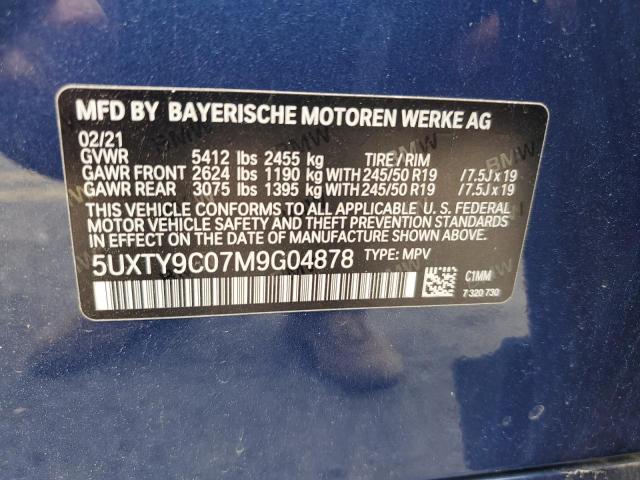 MFD BY BAYERISCHE MOTOREN WERKE AG
02/21
GVWR 5412 lbs 2455 kg TIRE / RIM
GAWR FRONT 2624 lbs 1190 kg WITH 245/50 R19 / 7.5J x 19
GAWR REAR 3075 lbs 1395 kg WITH 245/50 R19 / 7.5J x 19
THIS VEHICLE CONFORMS TO ALL APPLICABLE U.S. FEDERAL
MOTOR VEHICLE SAFETY AND THEFT PREVENTION STANDARDS
IN EFFECT ON THE DATE OF MANUFACTURE SHOWN ABOVE.
5UXTY9C07M9G04878 TYPE: MPV
C1MM
7 320 730